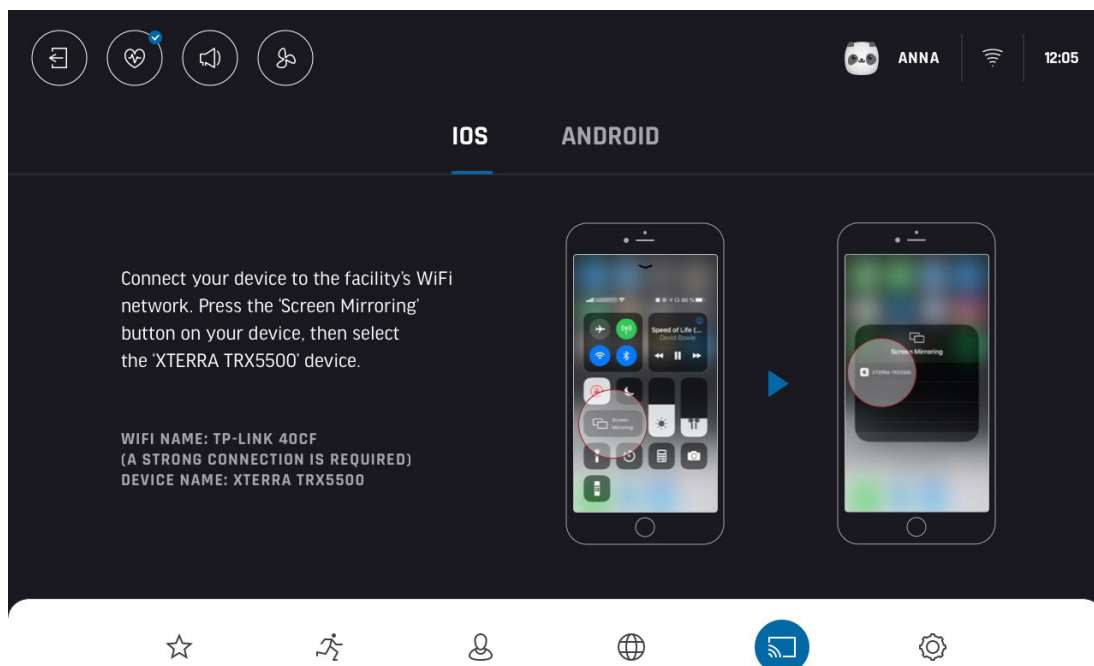 ANNA
12:05
IOS
ANDROID
Connect your device to the facility's WiFi
network. Press the 'Screen Mirroring'
button on your device, then select
the 'XTERRA TRX5500' device.
WIFI NAME: TP-LINK 40CF
(A STRONG CONNECTION IS REQUIRED)
DEVICE NAME: XTERRA TRX5500
Speed of Life (...
David Bowie
Screen
Mirroring
Screen Mirroring
XTERRA TRX5500